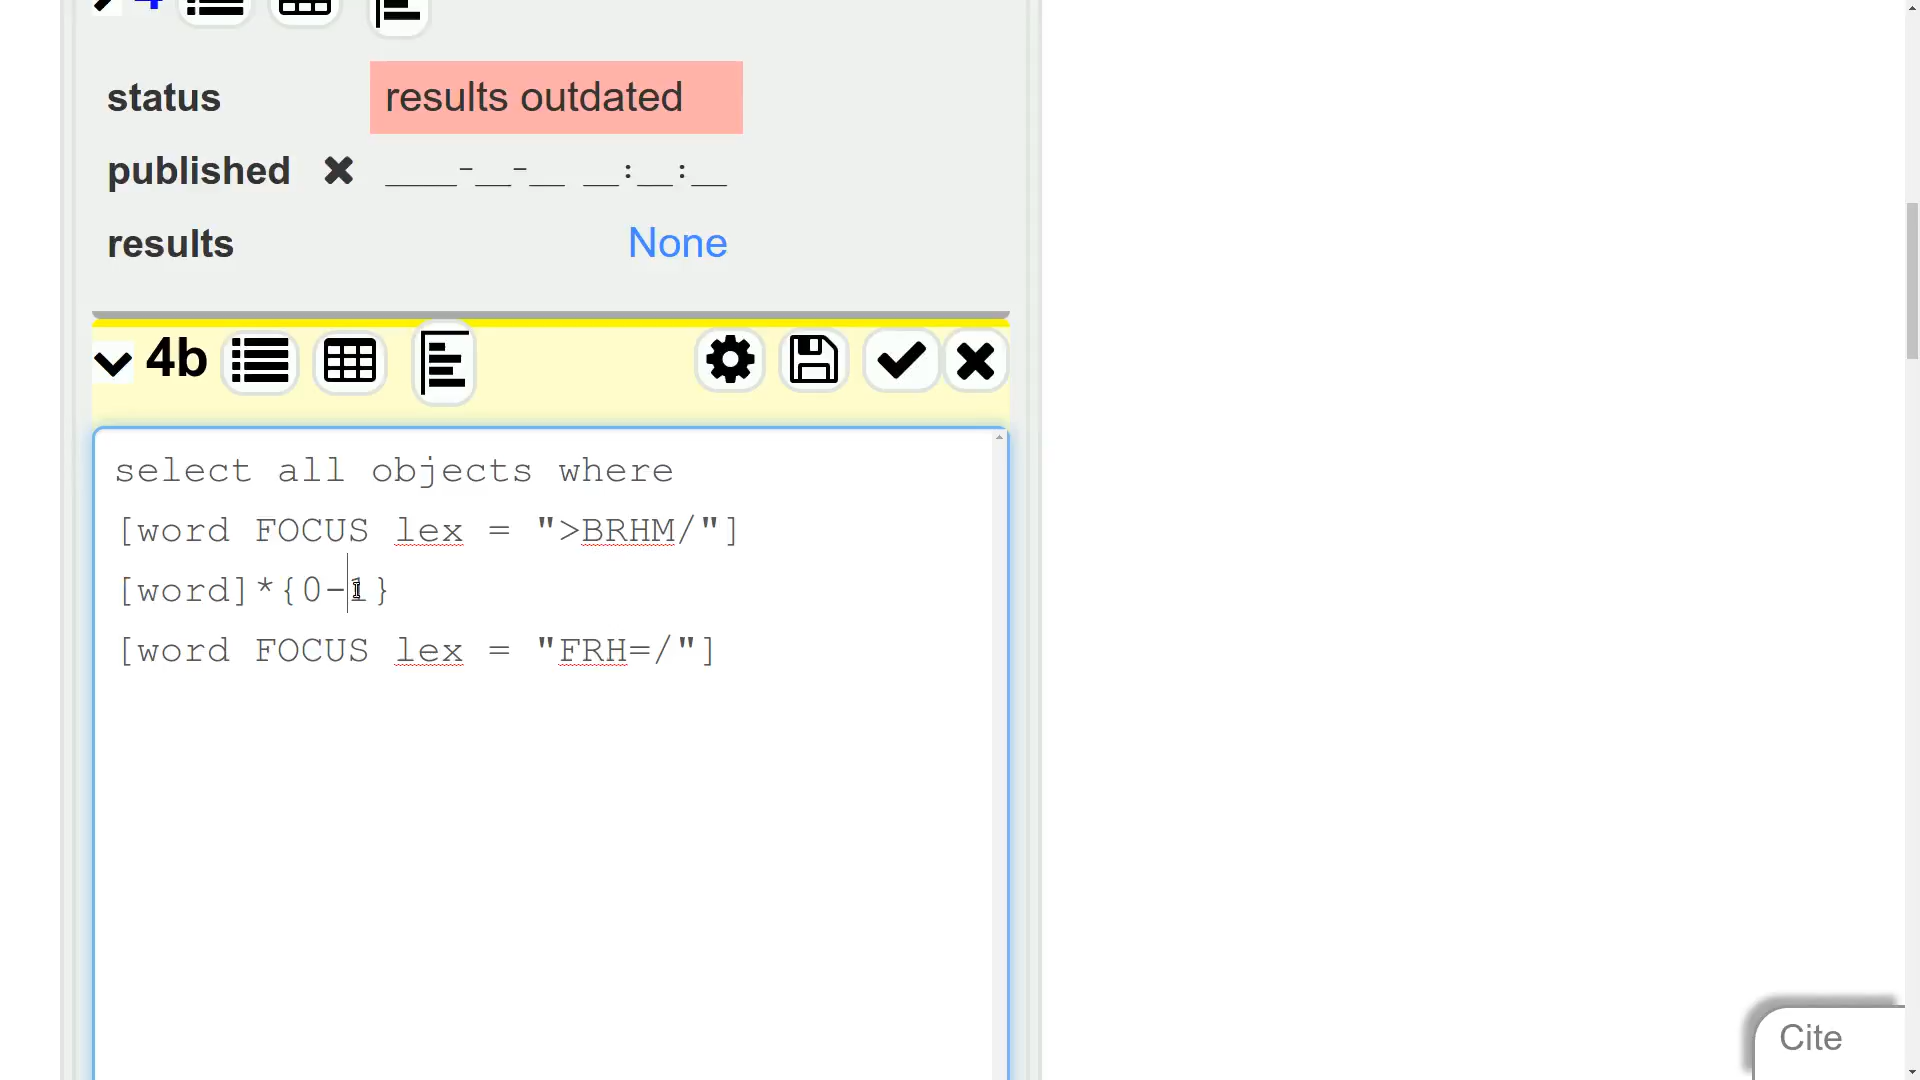 4
status results outdated
published ____-__-__ __:__:__
results None
4b
select all objects where
[word FOCUS lex = ">BRHM/"]
[word]*{0-1}
[word FOCUS lex = "FRH=/"]
Cite